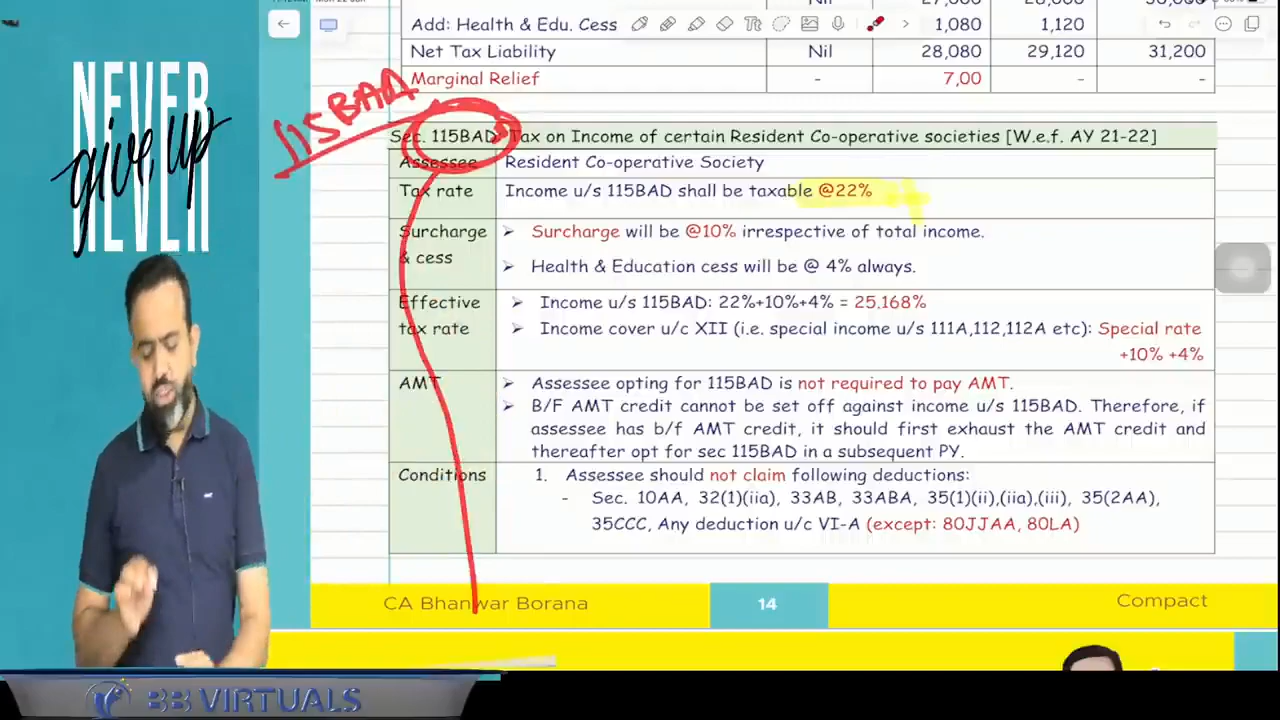 Nil
Add: Health & Edu. Cess 1,080 1,120
Net Tax Liability Nil 28,080 29,120 31,200
Marginal Relief - 7,00 - -
115BAA
NEVER
give up
NEVER
Sec. 115BAD Tax on Income of certain Resident Co-operative societies [W.e.f. AY 21-22]
Assessee Resident Co-operative Society
Tax rate Income u/s 115BAD shall be taxable @22%
Surcharge & cess
➢ Surcharge will be @10% irrespective of total income.
➢ Health & Education cess will be @ 4% always.
Effective tax rate
➢ Income u/s 115BAD: 22%+10%+4% = 25.168%
➢ Income cover u/c XII (i.e. special income u/s 111A,112,112A etc): Special rate
+10% +4%
AMT ➢ Assessee opting for 115BAD is not required to pay AMT.
➢ B/F AMT credit cannot be set off against income u/s 115BAD. Therefore, if
assessee has b/f AMT credit, it should first exhaust the AMT credit and
thereafter opt for sec 115BAD in a subsequent PY.
Conditions 1. Assessee should not claim following deductions:
- Sec. 10AA, 32(1)(iia), 33AB, 33ABA, 35(1)(ii),(iia),(iii), 35(2AA),
35CCC, Any deduction u/c VI-A (except: 80JJAA, 80LA)
CA Bhanwar Borana 14 Compact
BB VIRTUALS